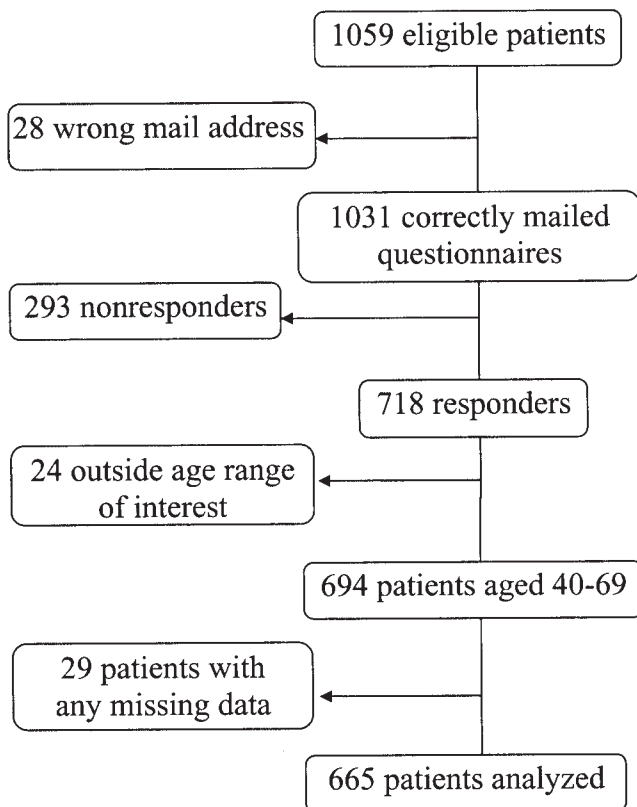 1059 eligible patients
28 wrong mail address
1031 correctly mailed
questionnaires
293 nonresponders
718 responders
24 outside age range
of interest
694 patients aged 40-69
29 patients with
any missing data
665 patients analyzed